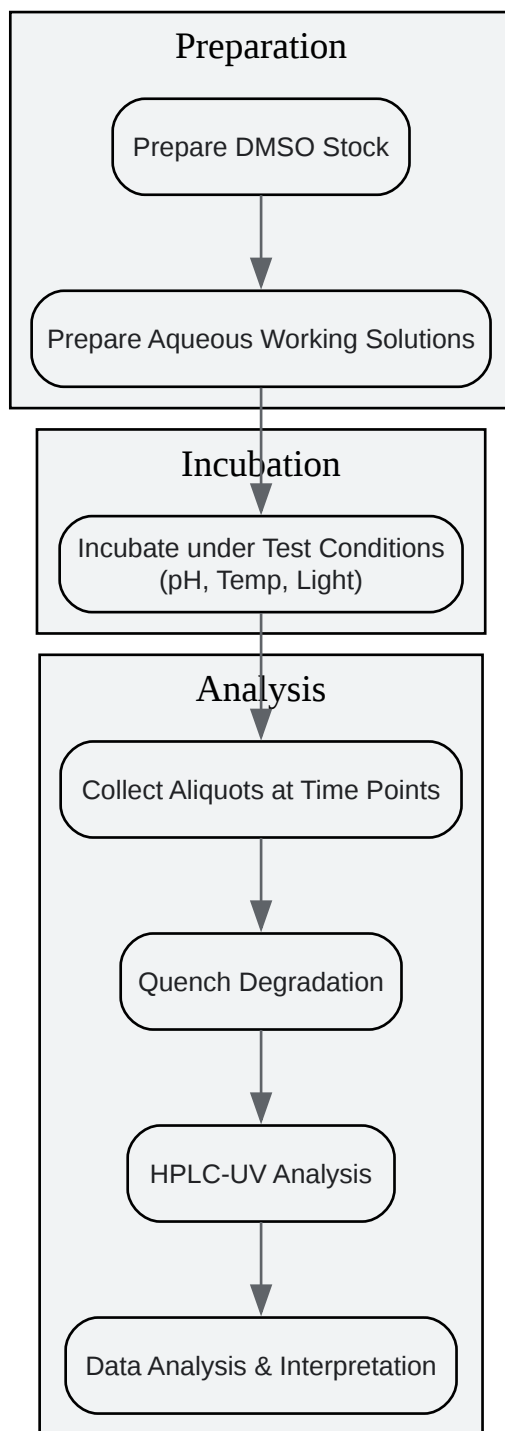 Preparation
Prepare DMSO Stock
Prepare Aqueous Working Solutions
Incubation
Incubate under Test Conditions
(pH, Temp, Light)
Analysis
Collect Aliquots at Time Points
Quench Degradation
HPLC-UV Analysis
Data Analysis & Interpretation